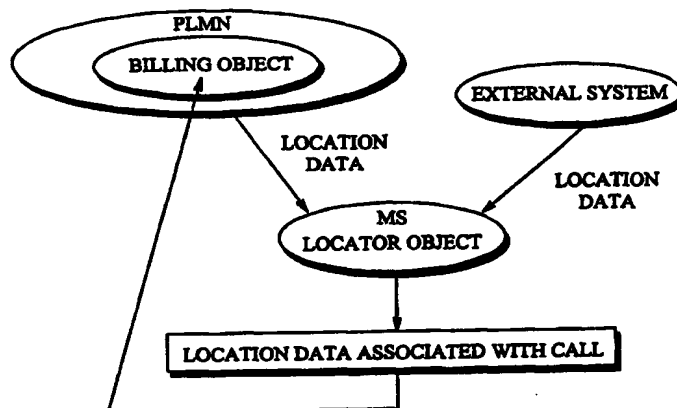 PLMN
BILLING OBJECT
EXTERNAL SYSTEM
LOCATION
DATA
LOCATION
DATA
MS
LOCATOR OBJECT
LOCATION DATA ASSOCIATED WITH CALL